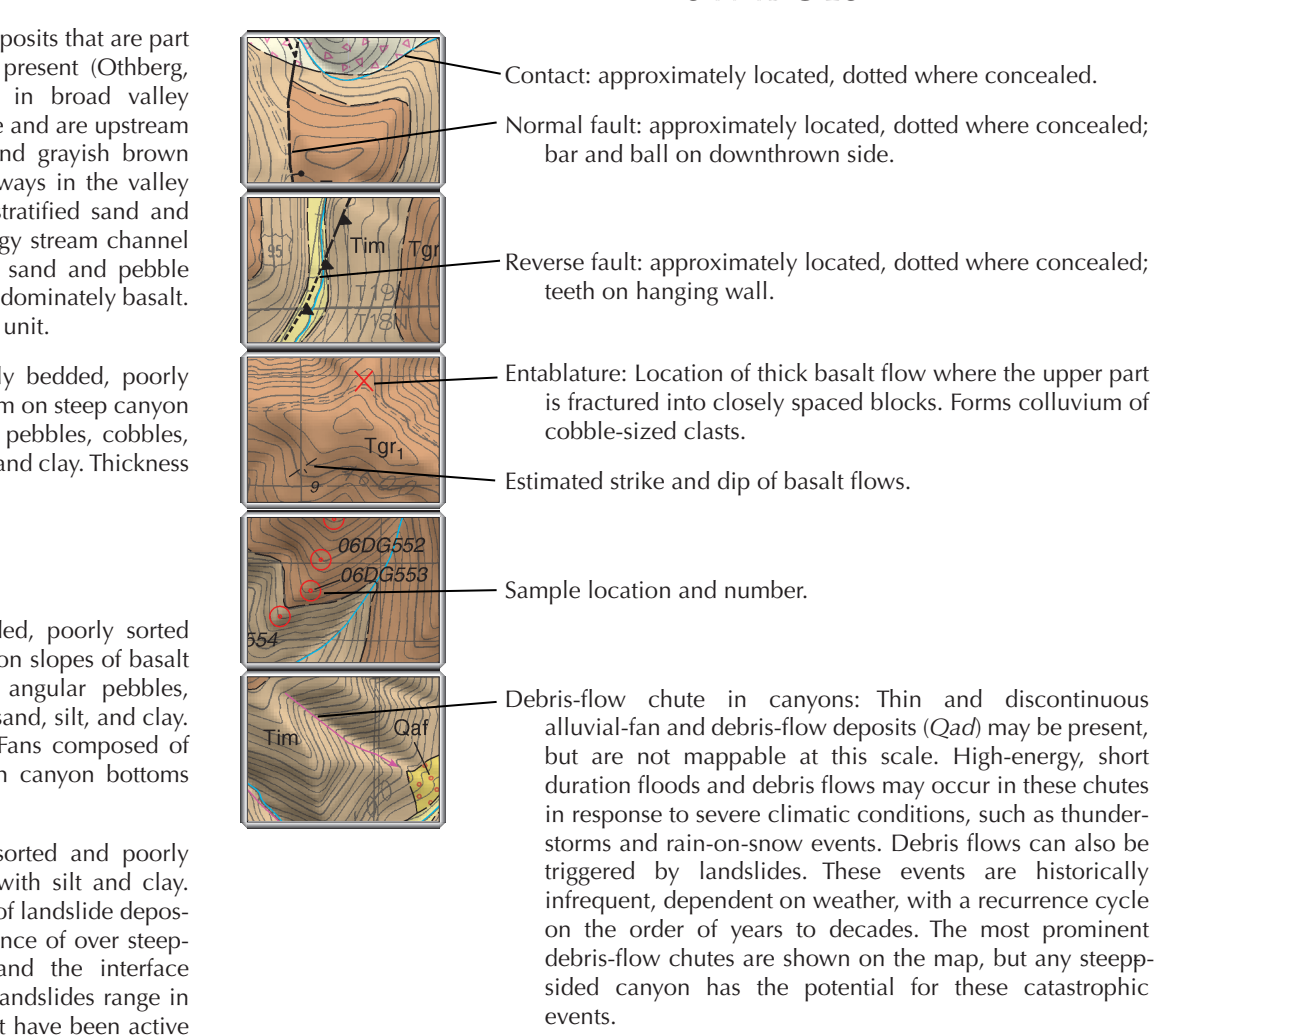 posits that are part
present (Othberg,
in broad valley
e and are upstream
nd grayish brown
ways in the valley
stratified sand and
gy stream channel
sand and pebble
dominately basalt.
unit.
ly bedded, poorly
m on steep canyon
pebbles, cobbles,
and clay. Thickness
led, poorly sorted
on slopes of basalt
angular pebbles,
sand, silt, and clay.
Fans composed of
n canyon bottoms
sorted and poorly
with silt and clay.
of landslide depos-
nce of over steep-
and the interface
andslides range in
t have been active
95
Tim
Tgr
T19N
T18N
Tgr1
9
06DG552
06DG553
554
Tim
Qaf
Contact: approximately located, dotted where concealed.
Normal fault: approximately located, dotted where concealed;
bar and ball on downthrown side.
Reverse fault: approximately located, dotted where concealed;
teeth on hanging wall.
Entablature: Location of thick basalt flow where the upper part
is fractured into closely spaced blocks. Forms colluvium of
cobble-sized clasts.
Estimated strike and dip of basalt flows.
Sample location and number.
Debris-flow chute in canyons: Thin and discontinuous
alluvial-fan and debris-flow deposits (Qad) may be present,
but are not mappable at this scale. High-energy, short
duration floods and debris flows may occur in these chutes
in response to severe climatic conditions, such as thunder-
storms and rain-on-snow events. Debris flows can also be
triggered by landslides. These events are historically
infrequent, dependent on weather, with a recurrence cycle
on the order of years to decades. The most prominent
debris-flow chutes are shown on the map, but any steepp-
sided canyon has the potential for these catastrophic
events.